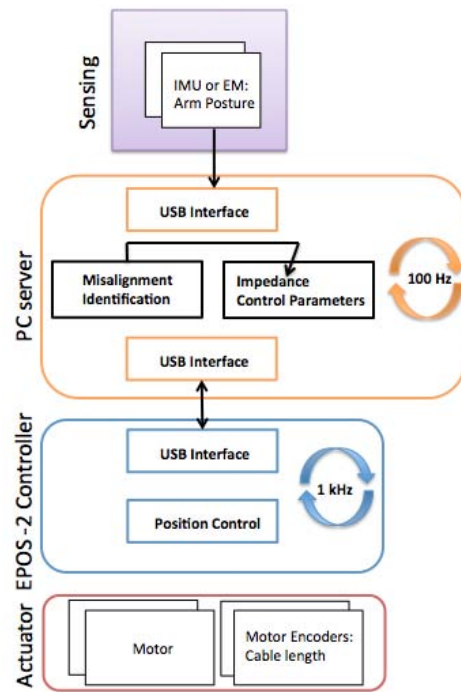 Sensing
IMU or EM:
Arm Posture
PC server
USB Interface
Misalignment
Identification
Impedance
Control Parameters
100 Hz
USB Interface
EPOS -2 Controller
USB Interface
1 kHz
Position Control
Actuator
Motor
Motor Encoders:
Cable length